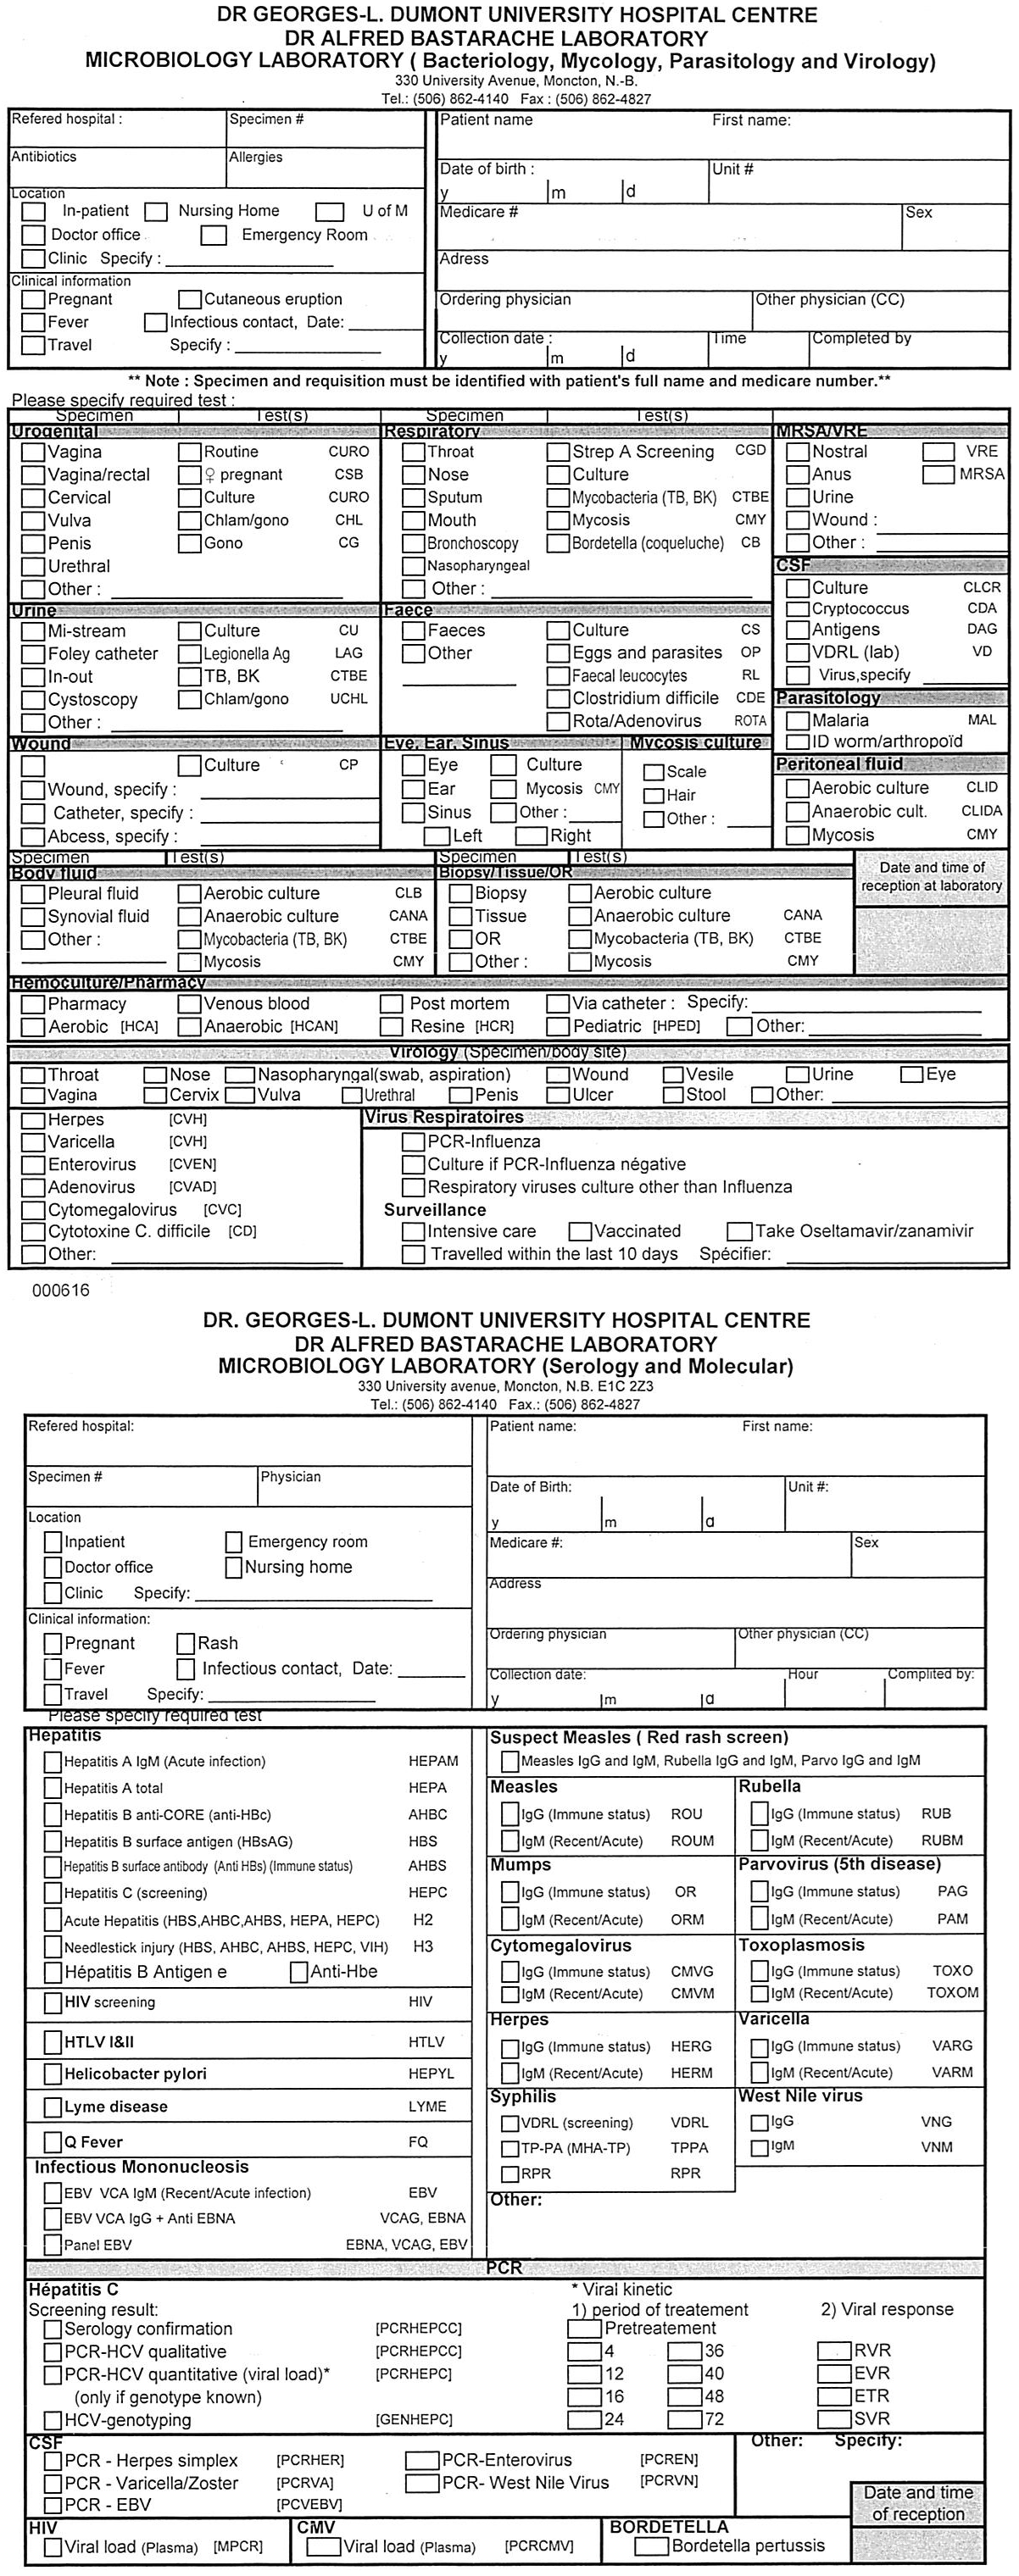 DR GEORGES-L. DUMONT UNIVERSITY HOSPITAL CENTRE
DR ALFRED BASTARACHE LABORATORY
MICROBIOLOGY LABORATORY ( Bacteriology, Mycology, Parasitology and Virology)
330 University Avenue, Moncton, N.-B.
Tel.: (506) 862-4140 Fax : (506) 862-4827
Refered hospital : Specimen # Patient name First name:
Antibiotics Allergies
Date of birth : Unit #
y m d
Location
In-patient Nursing Home U of M
Medicare # Sex
Doctor office Emergency Room
Clinic Specify :
Adress
Clinical information
Pregnant Cutaneous eruption
Ordering physician Other physician (CC)
Fever Infectious contact, Date:
Travel Specify :
Collection date : Time Completed by
y m d
** Note : Specimen and requisition must be identified with patient's full name and medicare number.**
Please specify required test :
Specimen Test(s) Specimen Test(s)
Urogenital Respiratory MRSA/VRE
Vagina Routine CURO Throat Strep A Screening CGD Nostral VRE
Vagina/rectal ♀ pregnant CSB Nose Culture Anus MRSA
Cervical Culture CURO Sputum Mycobacteria (TB, BK) CTBE Urine
Vulva Chlam/gono CHL Mouth Mycosis CMY Wound :
Penis Gono CG Bronchoscopy Bordetella (coqueluche) CB Other :
Urethral Nasopharyngeal CSF
Other : Other : Culture CLCR
Urine Faece Cryptococcus CDA
Mi-stream Culture CU Faeces Culture CS Antigens DAG
Foley catheter Legionella Ag LAG Other Eggs and parasites OP VDRL (lab) VD
In-out TB, BK CTBE Faecal leucocytes RL Virus,specify
Cystoscopy Chlam/gono UCHL Clostridium difficile CDE Parasitology
Other : Rota/Adenovirus ROTA Malaria MAL
Wound Eye, Ear, Sinus Mycosis culture ID worm/arthropoïd
Culture CP Eye Culture Scale Peritoneal fluid
Wound, specify : Ear Mycosis CMY Hair Aerobic culture CLID
Catheter, specify : Sinus Other : Other : Anaerobic cult. CLIDA
Abcess, specify : Left Right Mycosis CMY
Specimen Test(s) Specimen Test(s)
Body fluid Biopsy/Tissue/OR Date and time of
reception at laboratory
Pleural fluid Aerobic culture CLB Biopsy Aerobic culture
Synovial fluid Anaerobic culture CANA Tissue Anaerobic culture CANA
Other : Mycobacteria (TB, BK) CTBE OR Mycobacteria (TB, BK) CTBE
Mycosis CMY Other : Mycosis CMY
Hemoculture/Pharmacy
Pharmacy Venous blood Post mortem Via catheter : Specify:
Aerobic [HCA] Anaerobic [HCAN] Resine [HCR] Pediatric [HPED] Other:
Virology (Specimen/body site)
Throat Nose Nasopharyngal(swab, aspiration) Wound Vesile Urine Eye
Vagina Cervix Vulva Urethral Penis Ulcer Stool Other:
Herpes [CVH] Virus Respiratoires
Varicella [CVH] PCR-Influenza
Enterovirus [CVEN] Culture if PCR-Influenza négative
Adenovirus [CVAD] Respiratory viruses culture other than Influenza
Cytomegalovirus [CVC] Surveillance
Cytotoxine C. difficile [CD] Intensive care Vaccinated Take Oseltamavir/zanamivir
Other: Travelled within the last 10 days Spécifier:
000616
DR. GEORGES-L. DUMONT UNIVERSITY HOSPITAL CENTRE
DR ALFRED BASTARACHE LABORATORY
MICROBIOLOGY LABORATORY (Serology and Molecular)
330 University avenue, Moncton, N.B. E1C 2Z3
Tel.: (506) 862-4140 Fax.: (506) 862-4827
Refered hospital: Patient name: First name:
Specimen # Physician
Date of Birth: Unit #:
y m d
Location
Inpatient Emergency room
Medicare #: Sex
Doctor office Nursing home
Address
Clinic Specify:
Clinical information:
Pregnant Rash
Ordering physician Other physician (CC)
Fever Infectious contact, Date:
Collection date: Hour Complited by:
Travel Specify:
y m d
Please specify required test
Hepatitis Suspect Measles ( Red rash screen)
Hepatitis A IgM (Acute infection) HEPAM Measles IgG and IgM, Rubella IgG and IgM, Parvo IgG and IgM
Hepatitis A total HEPA Measles Rubella
Hepatitis B anti-CORE (anti-HBc) AHBC IgG (Immune status) ROU IgG (Immune status) RUB
Hepatitis B surface antigen (HBsAG) HBS IgM (Recent/Acute) ROUM IgM (Recent/Acute) RUBM
Hepatitis B surface antibody (Anti HBs) (Immune status) AHBS Mumps Parvovirus (5th disease)
Hepatitis C (screening) HEPC IgG (Immune status) OR IgG (Immune status) PAG
Acute Hepatitis (HBS,AHBC,AHBS, HEPA, HEPC) H2 IgM (Recent/Acute) ORM IgM (Recent/Acute) PAM
Needlestick injury (HBS, AHBC, AHBS, HEPC, VIH) H3 Cytomegalovirus Toxoplasmosis
Hépatitis B Antigen e Anti-Hbe IgG (Immune status) CMVG IgG (Immune status) TOXO
HIV screening HIV IgM (Recent/Acute) CMVM IgM (Recent/Acute) TOXOM
Herpes Varicella
HTLV I&II HTLV IgG (Immune status) HERG IgG (Immune status) VARG
Helicobacter pylori HEPYL IgM (Recent/Acute) HERM IgM (Recent/Acute) VARM
Syphilis West Nile virus
Lyme disease LYME VDRL (screening) VDRL IgG VNG
Q Fever FQ TP-PA (MHA-TP) TPPA IgM VNM
Infectious Mononucleosis RPR RPR
EBV VCA IgM (Recent/Acute infection) EBV Other:
EBV VCA IgG + Anti EBNA VCAG, EBNA
Panel EBV EBNA, VCAG, EBV
PCR
Hépatitis C * Viral kinetic
Screening result: 1) period of treatement 2) Viral response
Serology confirmation [PCRHEPCC] Pretreatement
PCR-HCV qualitative [PCRHEPCC] 4 36 RVR
PCR-HCV quantitative (viral load)* [PCRHEPC] 12 40 EVR
(only if genotype known) 16 48 ETR
HCV-genotyping [GENHEPC] 24 72 SVR
CSF Other: Specify:
PCR - Herpes simplex [PCRHER] PCR-Enterovirus [PCREN]
PCR - Varicella/Zoster [PCRVA] PCR- West Nile Virus [PCRVN]
PCR - EBV [PCVEBV] Date and time
of reception
HIV CMV BORDETELLA
Viral load (Plasma) [MPCR] Viral load (Plasma) [PCRCMV] Bordetella pertussis